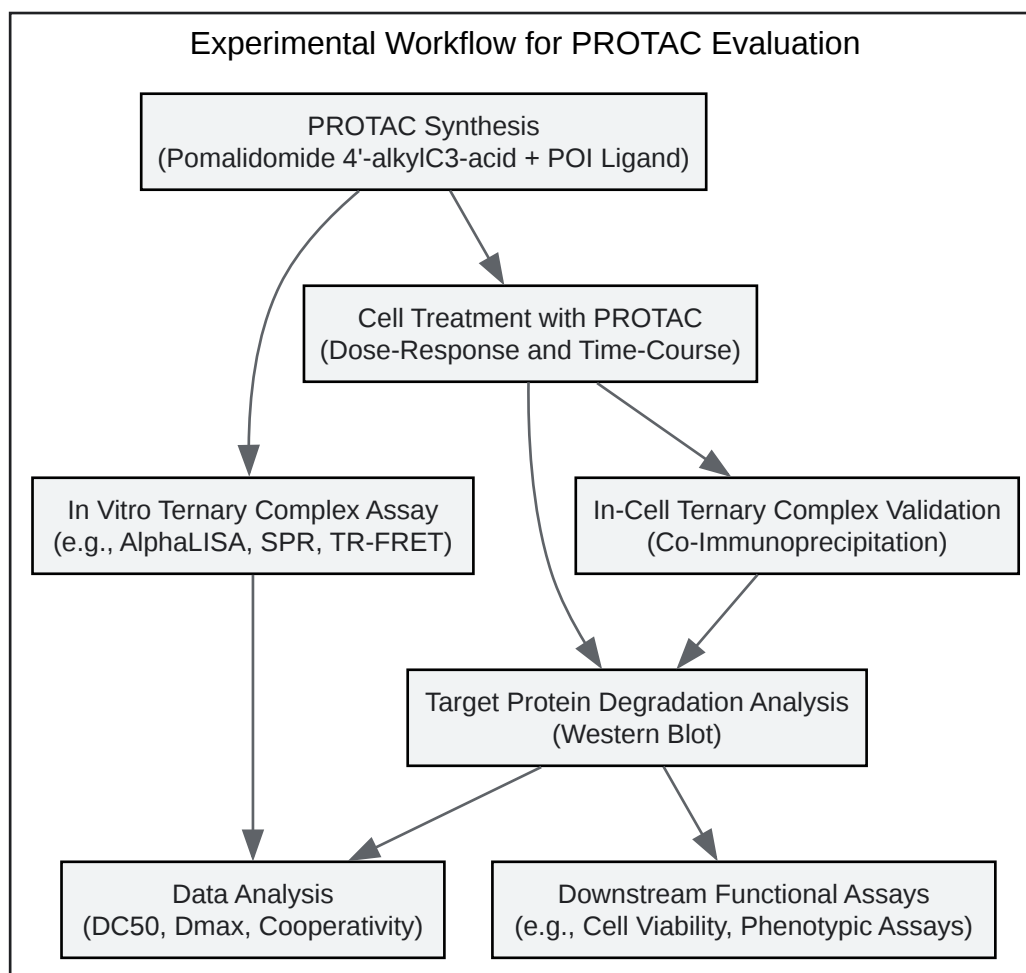 Experimental Workflow for PROTAC Evaluation
PROTAC Synthesis
(Pomalidomide 4'-alkylC3-acid + POI Ligand)
Cell Treatment with PROTAC
(Dose-Response and Time-Course)
In Vitro Ternary Complex Assay
(e.g., AlphaLISA, SPR, TR-FRET)
In-Cell Ternary Complex Validation
(Co-Immunoprecipitation)
Target Protein Degradation Analysis
(Western Blot)
Data Analysis
(DC50, Dmax, Cooperativity)
Downstream Functional Assays
(e.g., Cell Viability, Phenotypic Assays)